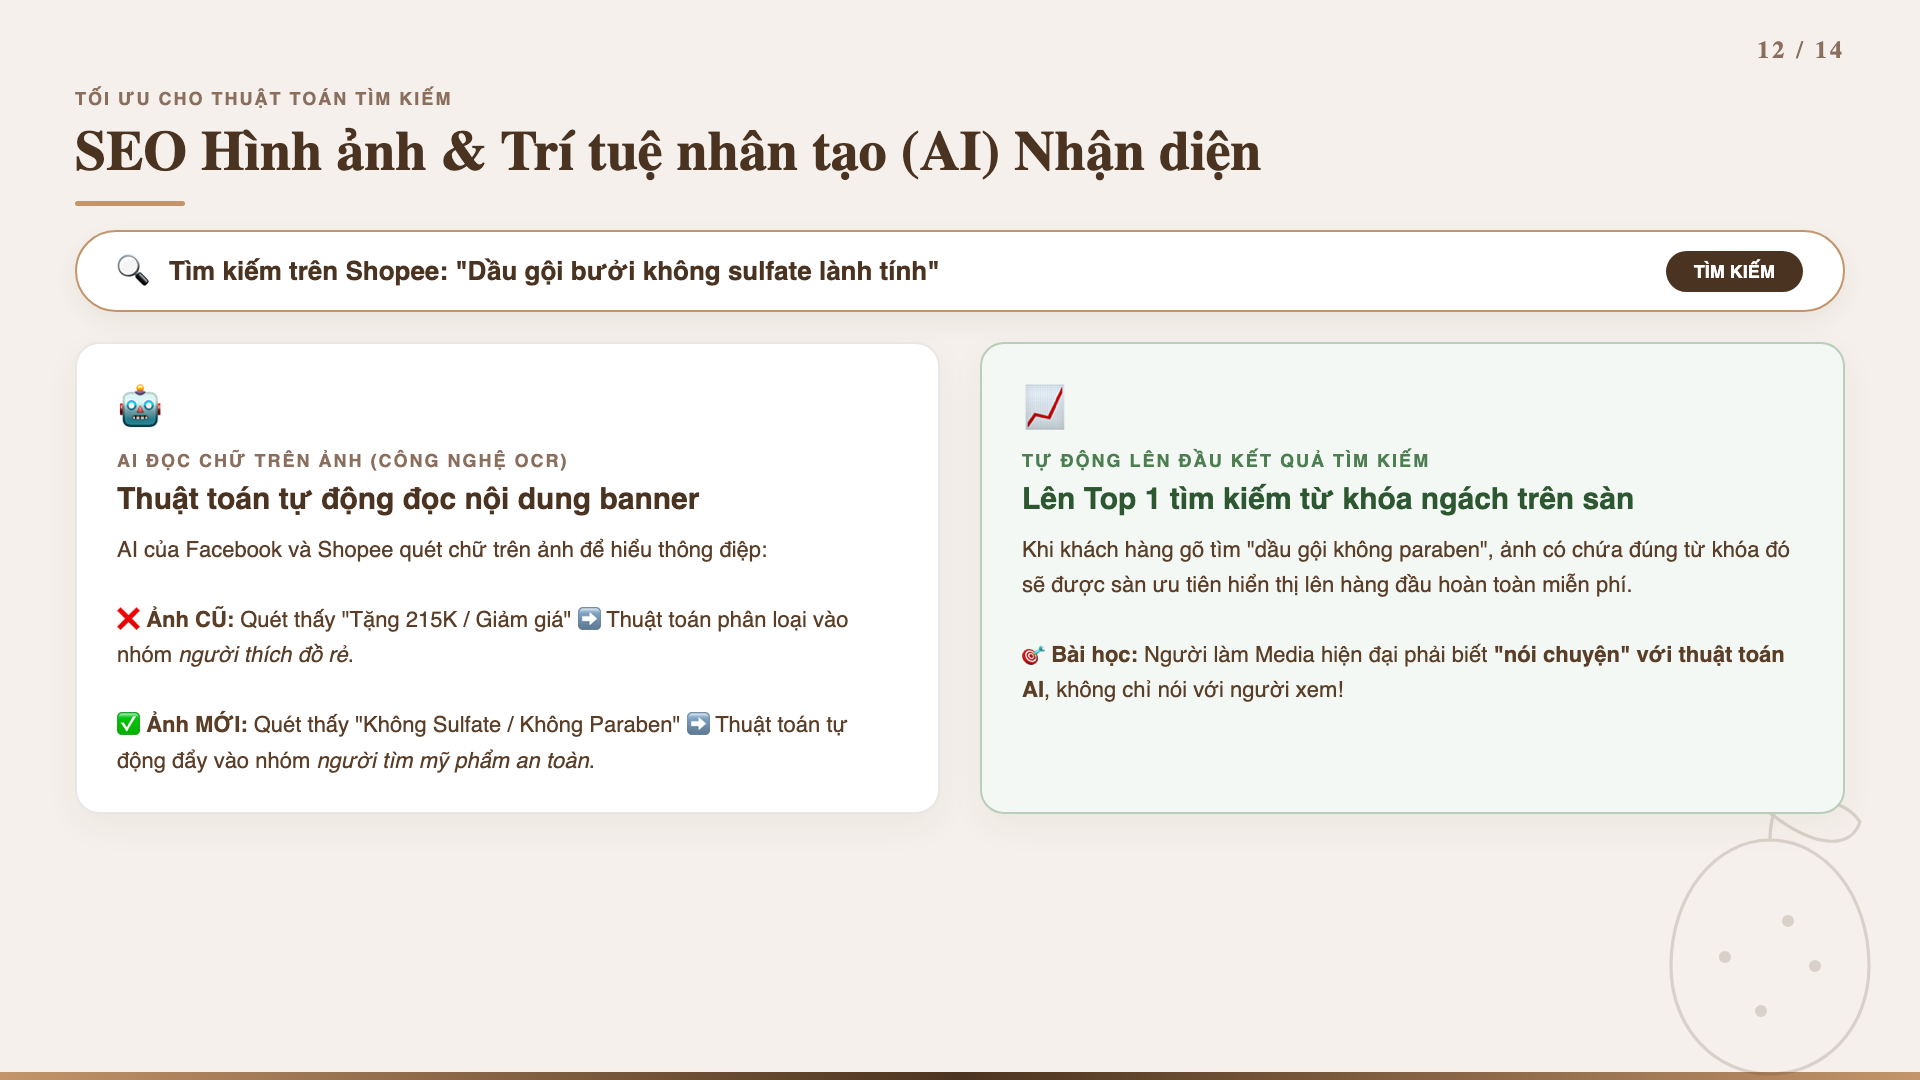 12 / 14
TỐI ƯU CHO THUẬT TOÁN TÌM KIẾM
SEO Hình ảnh & Trí tuệ nhân tạo (AI) Nhận diện
🔍 Tìm kiếm trên Shopee: "Dầu gội bưởi không sulfate lành tính"
TÌM KIẾM
AI ĐỌC CHỮ TRÊN ẢNH (CÔNG NGHỆ OCR)
Thuật toán tự động đọc nội dung banner
AI của Facebook và Shopee quét chữ trên ảnh để hiểu thông điệp:
❌ Ảnh CŨ: Quét thấy "Tặng 215K / Giảm giá" ➡️ Thuật toán phân loại vào
nhóm người thích đồ rẻ.
✅ Ảnh MỚI: Quét thấy "Không Sulfate / Không Paraben" ➡️ Thuật toán tự
động đẩy vào nhóm người tìm mỹ phẩm an toàn.
TỰ ĐỘNG LÊN ĐẦU KẾT QUẢ TÌM KIẾM
Lên Top 1 tìm kiếm từ khóa ngách trên sàn
Khi khách hàng gõ tìm "dầu gội không paraben", ảnh có chứa đúng từ khóa đó
sẽ được sàn ưu tiên hiển thị lên hàng đầu hoàn toàn miễn phí.
🎯 Bài học: Người làm Media hiện đại phải biết "nói chuyện" với thuật toán
AI, không chỉ nói với người xem!